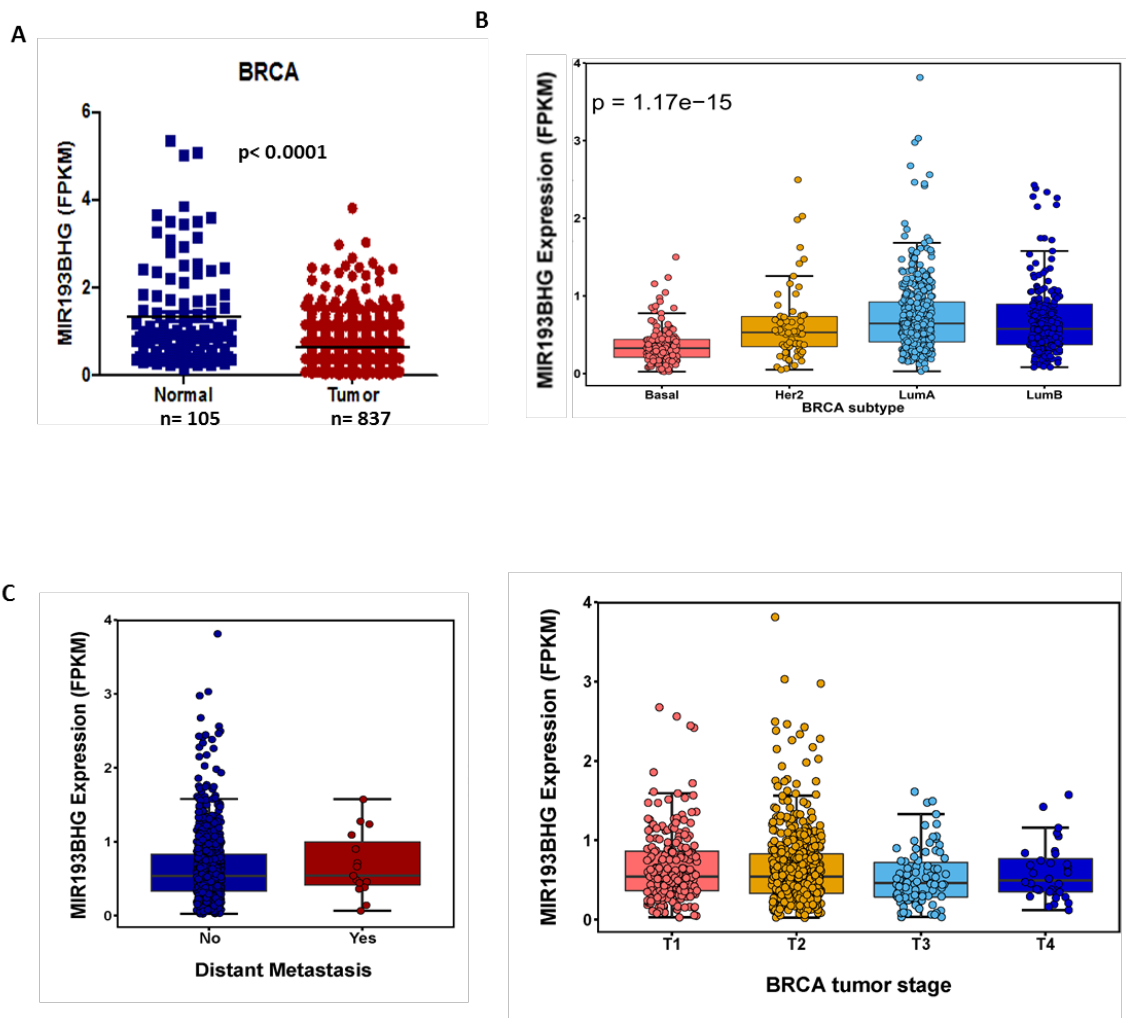 A
BRCA
MIR193BHG (FPKM)
6
4
2
0
p< 0.0001
Normal
Tumor
n= 105
n= 837
B
MIR193BHG Expression (FPKM)
4
3
2
1
0
p = 1.17e−15
Basal
Her2
LumA
LumB
BRCA subtype
C
MIR193BHG Expression (FPKM)
4
3
2
1
0
No
Yes
Distant Metastasis
MIR193BHG Expression (FPKM)
4
3
2
1
0
T1
T2
T3
T4
BRCA tumor stage